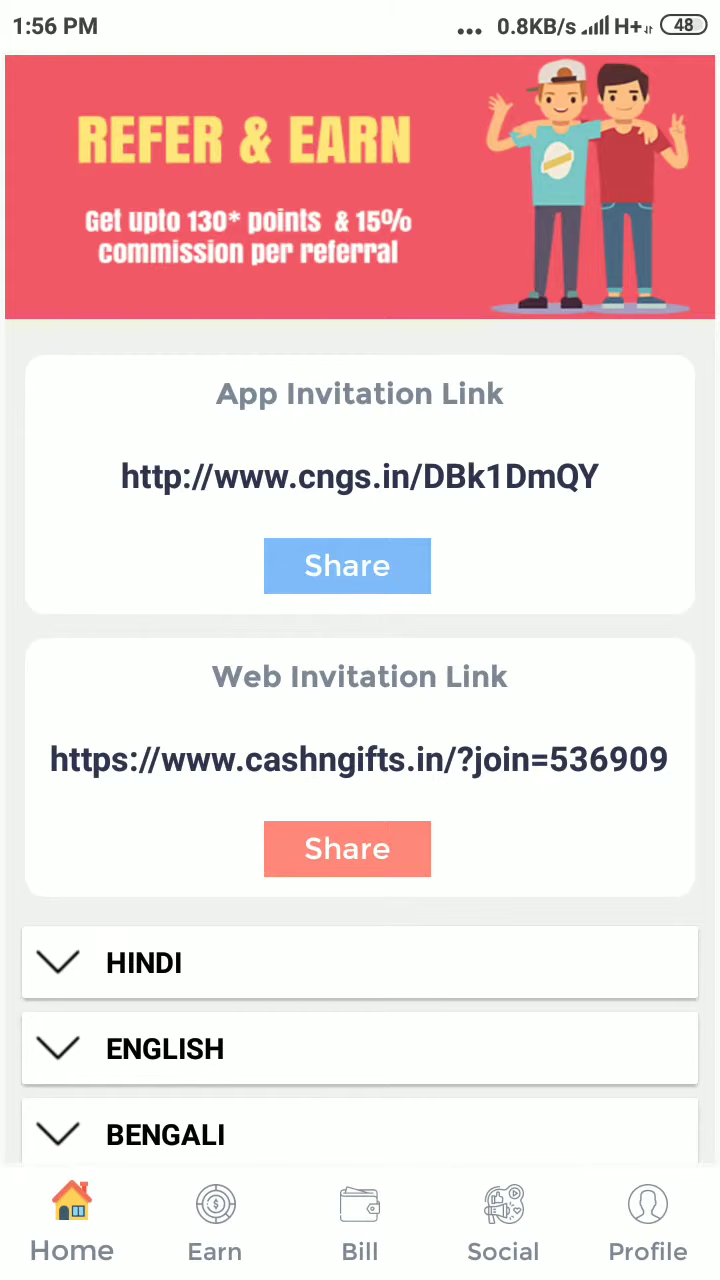 1:56 PM
... 0.8KB/s H+ 48
REFER & EARN
Get upto 130* points & 15%
commission per referral
App Invitation Link
http://www.cngs.in/DBk1DmQY
Share
Web Invitation Link
https://www.cashngifts.in/?join=536909
Share
HINDI
ENGLISH
BENGALI
Home Earn Bill Social Profile